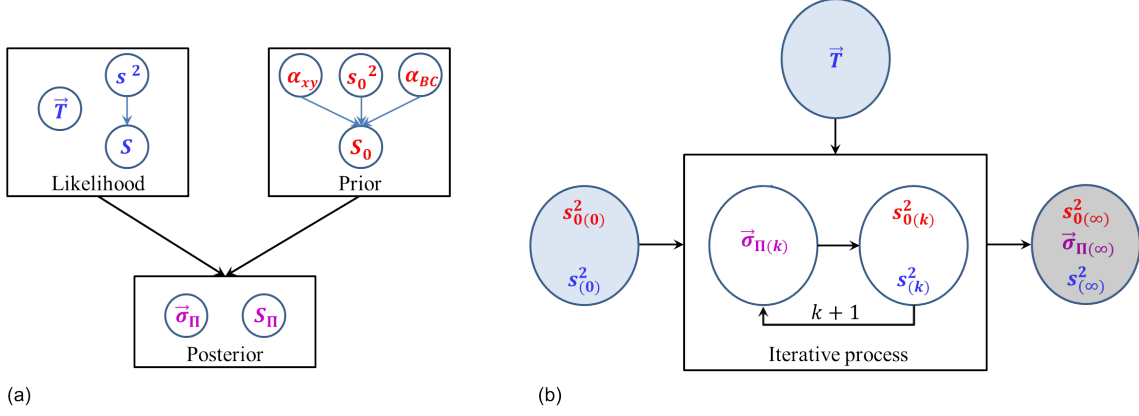 s²
T⃗
S
Likelihood
α_xy s₀² α_BC
S₀
Prior
σ⃗_Π S_Π
Posterior
(a)
T⃗
s²₀₍₀₎
s²₍₀₎
σ⃗_Π(k)
s²₀₍k₎
s²₍k₎
k + 1
Iterative process
s²₀₍∞₎
σ⃗_Π(∞)
s²₍∞₎
(b)